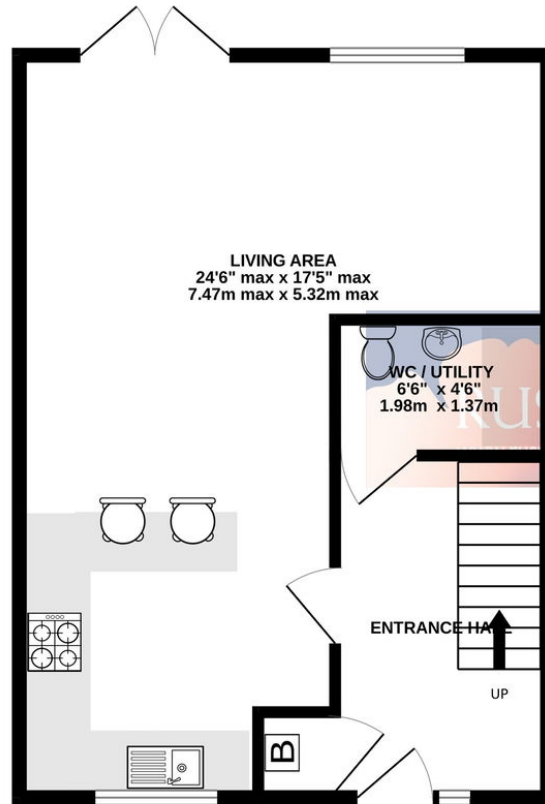 LIVING AREA
24'6" max x 17'5" max
7.47m max x 5.32m max
WC / UTILITY
6'6" x 4'6"
1.98m x 1.37m
RUS
ENTRANCE HALL
UP
B